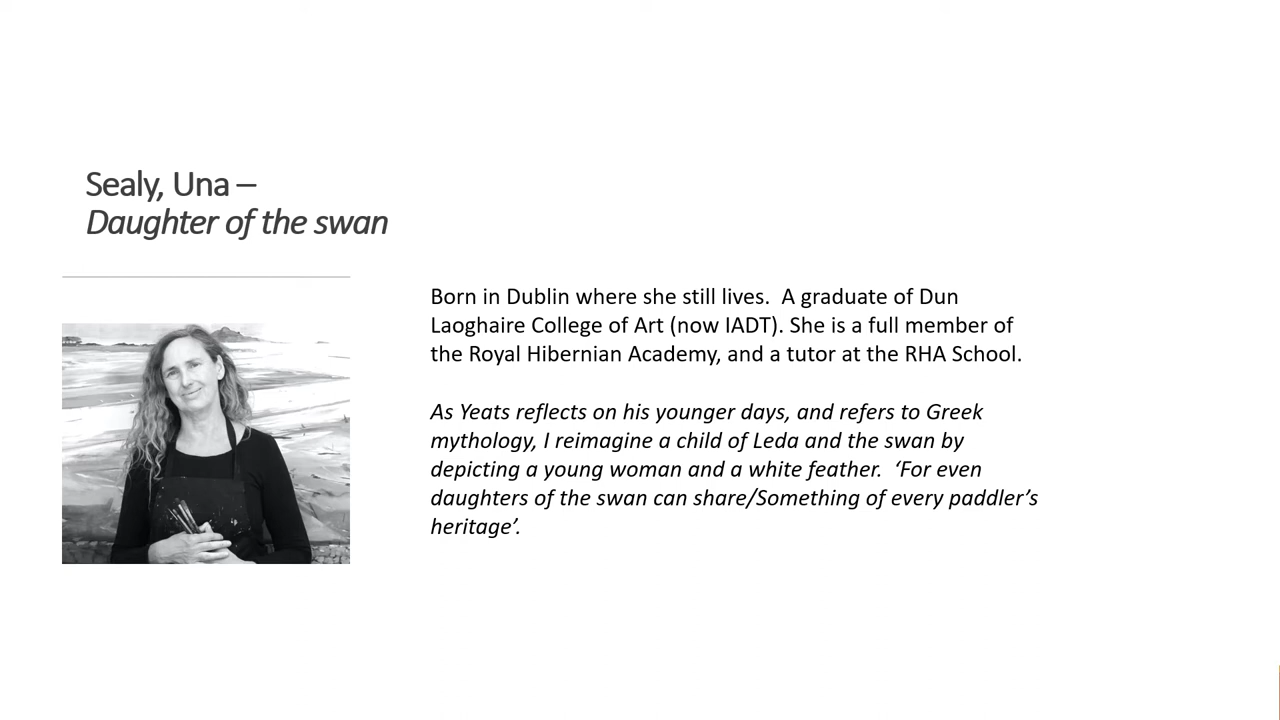 Sealy, Una –
Daughter of the swan
Born in Dublin where she still lives.  A graduate of Dun
Laoghaire College of Art (now IADT). She is a full member of
the Royal Hibernian Academy, and a tutor at the RHA School.
As Yeats reflects on his younger days, and refers to Greek
mythology, I reimagine a child of Leda and the swan by
depicting a young woman and a white feather.  ‘For even
daughters of the swan can share/Something of every paddler’s
heritage’.